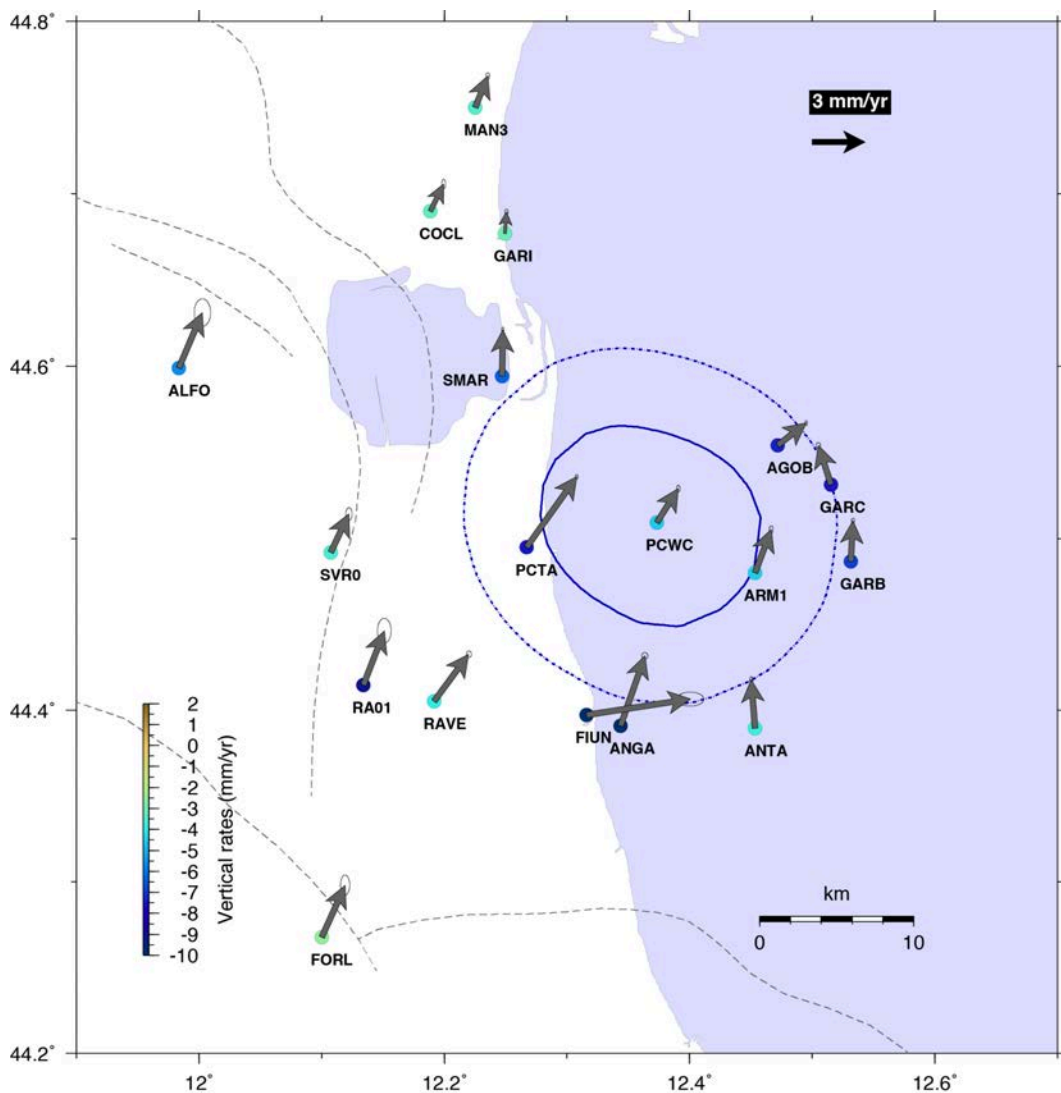 44.8°
3 mm/yr
MAN3
COCL
GARI
44.6°
ALFO
SMAR
AGOB
GARC
PCWC
PCTA
SVR0
ARM1
GARB
44.4°
RA01
RAVE
FIUN
ANGA
ANTA
2
1
0
-1
-2
-3
-4
-5
-6
-7
-8
-9
-10
Vertical rates (mm/yr)
km
0 10
FORL
44.2°
12° 12.2° 12.4° 12.6°